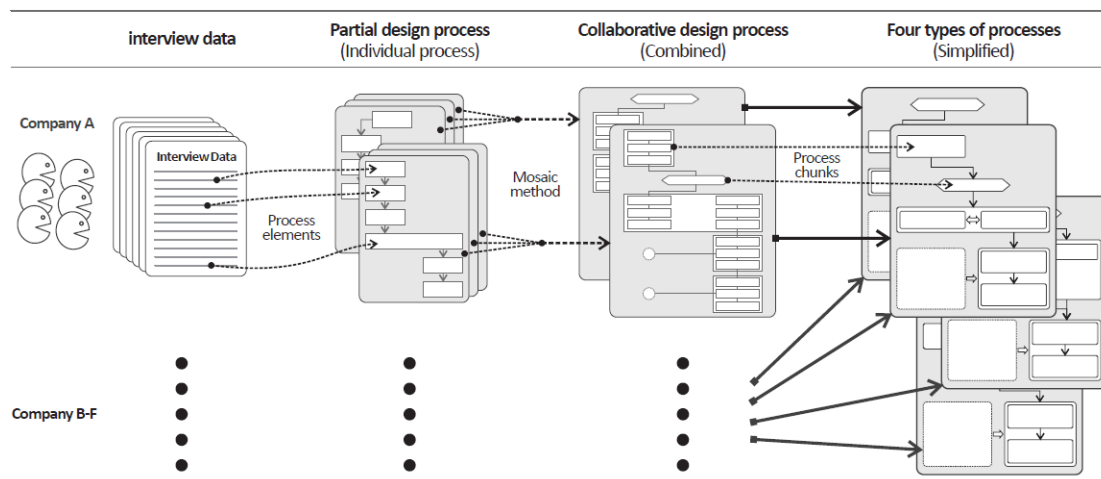 interview data
Partial design process
(Individual process)
Collaborative design process
(Combined)
Four types of processes
(Simplified)
Company A
Interview Data
Process
elements
Mosaic
method
Process
chunks
Company B-F